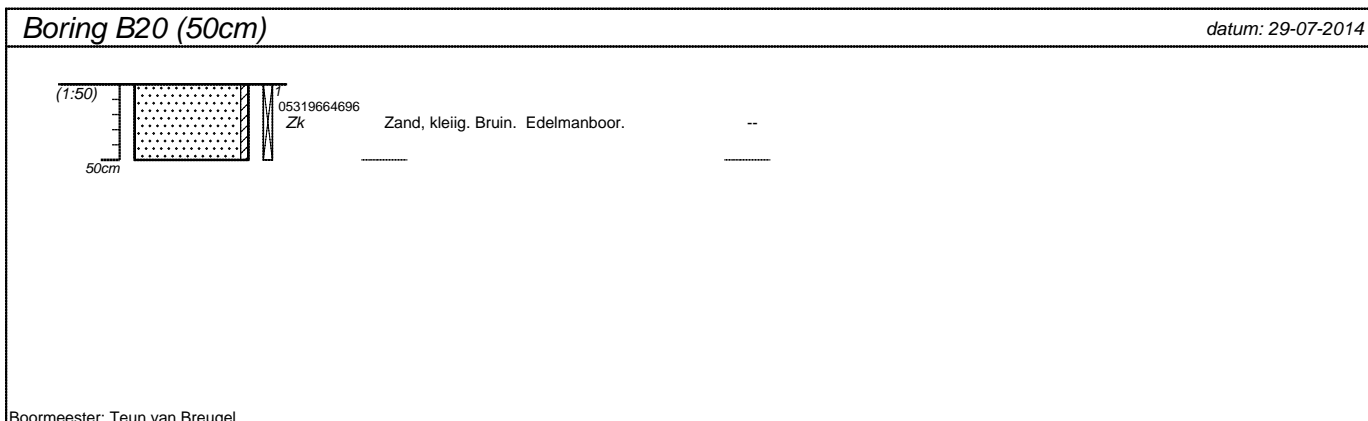 Boring B20 (50cm)
datum: 29-07-2014
(1:50)
1
05319664696
Zk Zand, kleiig. Bruin. Edelmanboor. --
50cm
Boormeester: Teun van Breugel